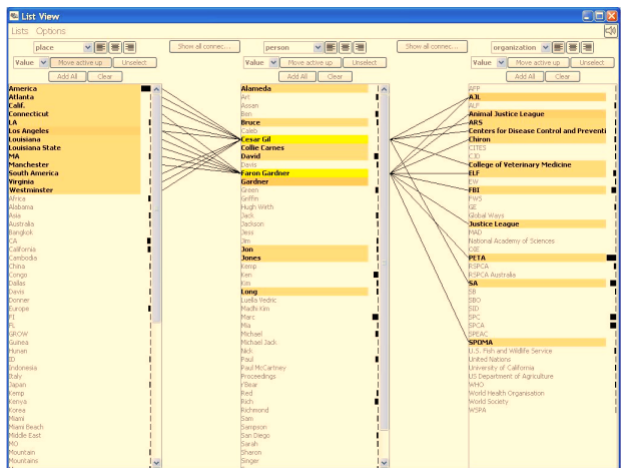 List View
Lists Options
place
Show all connec...
person
Show all connec...
organization
Value Move active up Unselect
Value Move active up Unselect
Value Move active up Unselect
Add All Clear
Add All Clear
Add All Clear
America
Atlanta
Calif.
Connecticut
LA
Los Angeles
Louisiana
Louisiana State
MA
Manchester
South America
Virginia
Westminster
Africa
Alabama
Asia
Australia
Bangkok
CA
California
Cambodia
China
Congo
Dallas
Davis
Donner
Europe
FI
FL
GROW
Guinea
Hunan
ID
Indonesia
Italy
Japan
Kemp
Kenya
Korea
Miami
Miami Beach
Middle East
MO
Mountain
Mountains
Alameda
Art
Assan
Ben
Bruce
Caleb
Cesar Gil
Collie Carnes
David
Davis
Faron Gardner
Gardner
Green
Griffin
Hugh Wirth
Jack
Jackson
Jess
Jim
Jon
Jones
Kemp
Ken
Kim
Long
Luella Vedric
Madhi Kim
Marc
Mia
Michael
Michael Jack
Nick
Paul
Paul McCartney
Proceedings
r'Bear
Red
Rich
Richmond
Sam
Sampson
San Diego
Sarah
Sharon
Singer
AFP
AJL
ALF
Animal Justice League
ARS
Centers for Disease Control and Preventi
Chiron
CITES
CJD
College of Veterinary Medicine
ELF
EW
FBI
FWS
GE
Global Ways
Justice League
MAD
National Academy of Sciences
PETA
RSPCA
RSPCA Australia
SA
SB
SBO
SID
SPC
SPCA
SPEAC
SPOMA
U.S. Fish and Wildlife Service
United Nations
University of California
US Department of Agriculture
WHO
World Health Organisation
World Society
WSPA